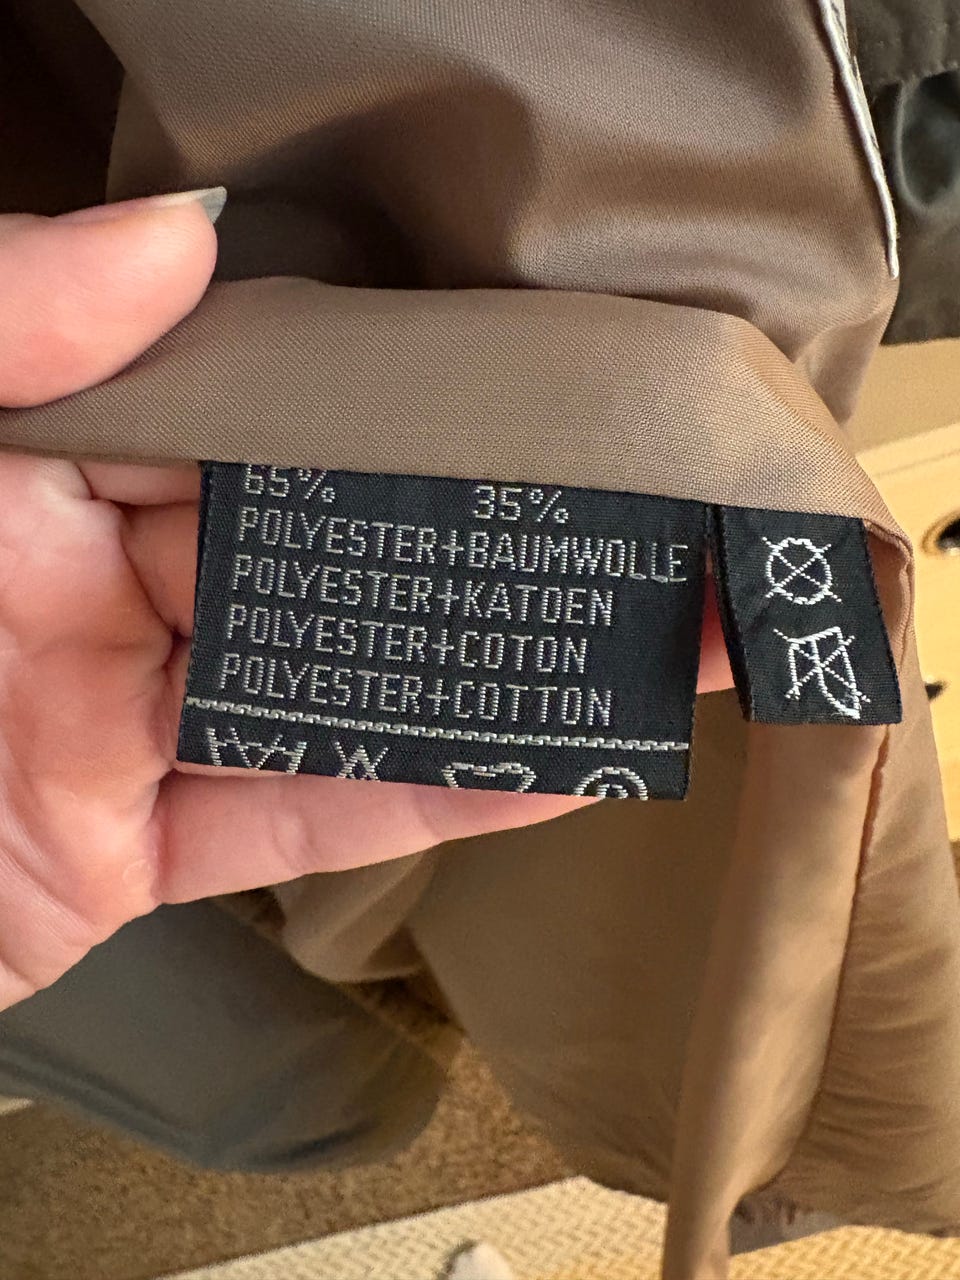 65% 35%
POLYESTER+BAUMWOLLE
POLYESTER+KATOEN
POLYESTER+COTON
POLYESTER+COTTON
P